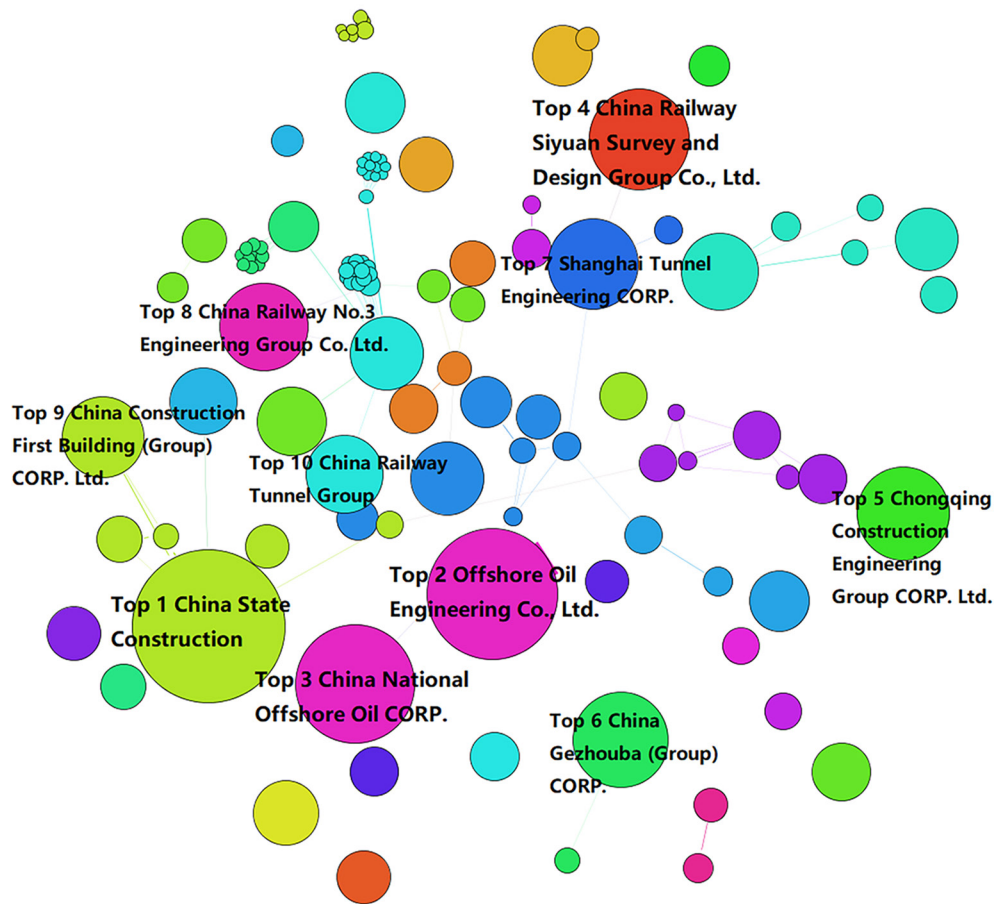 Top 4 China Railway
Siyuan Survey and
Design Group Co., Ltd.
Top 7 Shanghai Tunnel
Engineering CORP.
Top 8 China Railway No.3
Engineering Group Co. Ltd.
Top 9 China Construction
First Building (Group)
CORP. Ltd.
Top 10 China Railway
Tunnel Group
Top 5 Chongqing
Construction
Engineering
Group CORP. Ltd.
Top 2 Offshore Oil
Engineering Co., Ltd.
Top 1 China State
Construction
Top 3 China National
Offshore Oil CORP.
Top 6 China
Gezhouba (Group)
CORP.